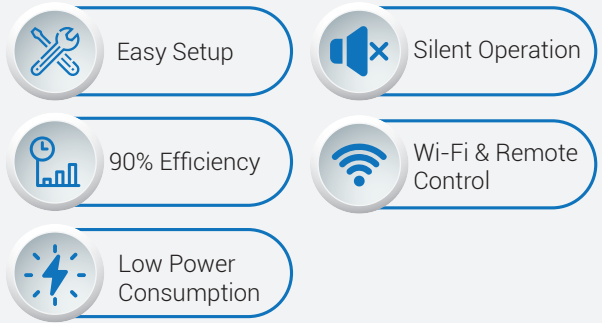 Easy Setup
Silent Operation
90% Efficiency
Wi-Fi & Remote
Control
Low Power
Consumption